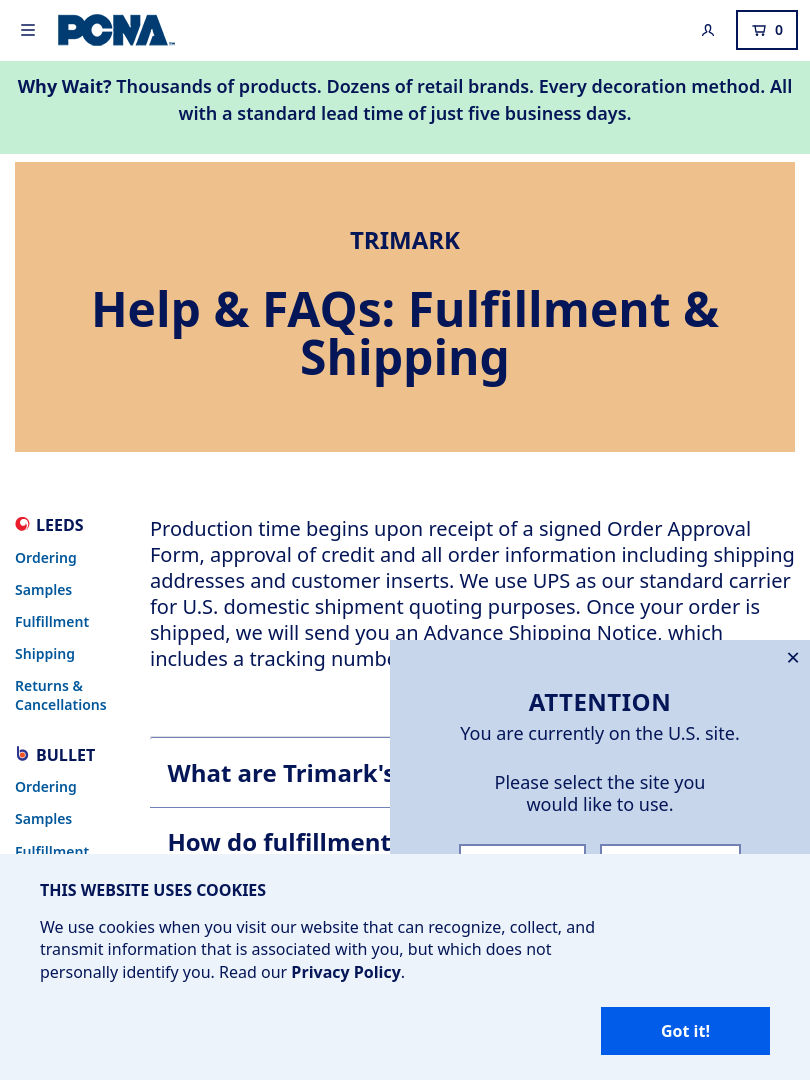 PCNA
0
Why Wait? Thousands of products. Dozens of retail brands. Every decoration method. All
with a standard lead time of just five business days.
TRIMARK
Help & FAQs: Fulfillment &
Shipping
LEEDS
Ordering
Samples
Fulfillment
Shipping
Returns &
Cancellations
BULLET
Ordering
Samples
Fulfillment
Production time begins upon receipt of a signed Order Approval
Form, approval of credit and all order information including shipping
addresses and customer inserts. We use UPS as our standard carrier
for U.S. domestic shipment quoting purposes. Once your order is
shipped, we will send you an Advance Shipping Notice, which
includes a tracking
What are Trimark's
How do fulfillment
ATTENTION
You are currently on the U.S. site.
Please select the site you
would like to use.
THIS WEBSITE USES COOKIES
We use cookies when you visit our website that can recognize, collect, and
transmit information that is associated with you, but which does not
personally identify you. Read our Privacy Policy.
Got it!